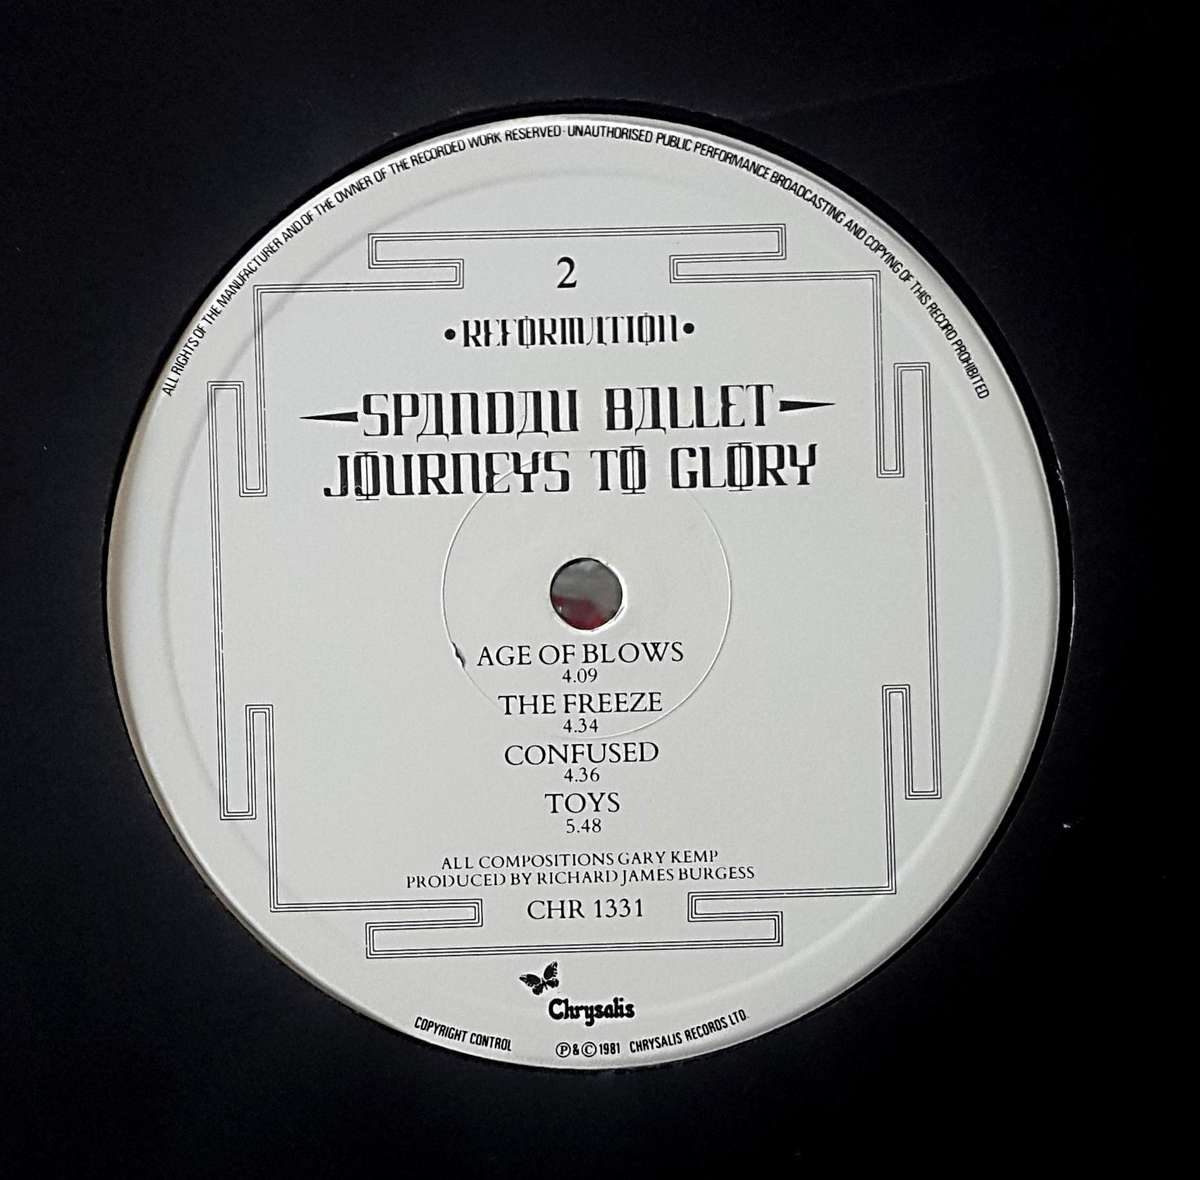 ALL RIGHTS OF THE MANUFACTURER AND OF THE OWNER OF THE RECORDED WORK RESERVED · UNAUTHORISED PUBLIC PERFORMANCE BROADCASTING AND COPYING OF THIS RECORD PROHIBITED
2
•REFORMATION•
SPANDAU BALLET
JOURNEYS TO GLORY
AGE OF BLOWS
4.09
THE FREEZE
4.34
CONFUSED
4.36
TOYS
5.48
ALL COMPOSITIONS GARY KEMP
PRODUCED BY RICHARD JAMES BURGESS
CHR 1331
Chrysalis
COPYRIGHT CONTROL
Ⓟ & © 1981 CHRYSALIS RECORDS LTD.